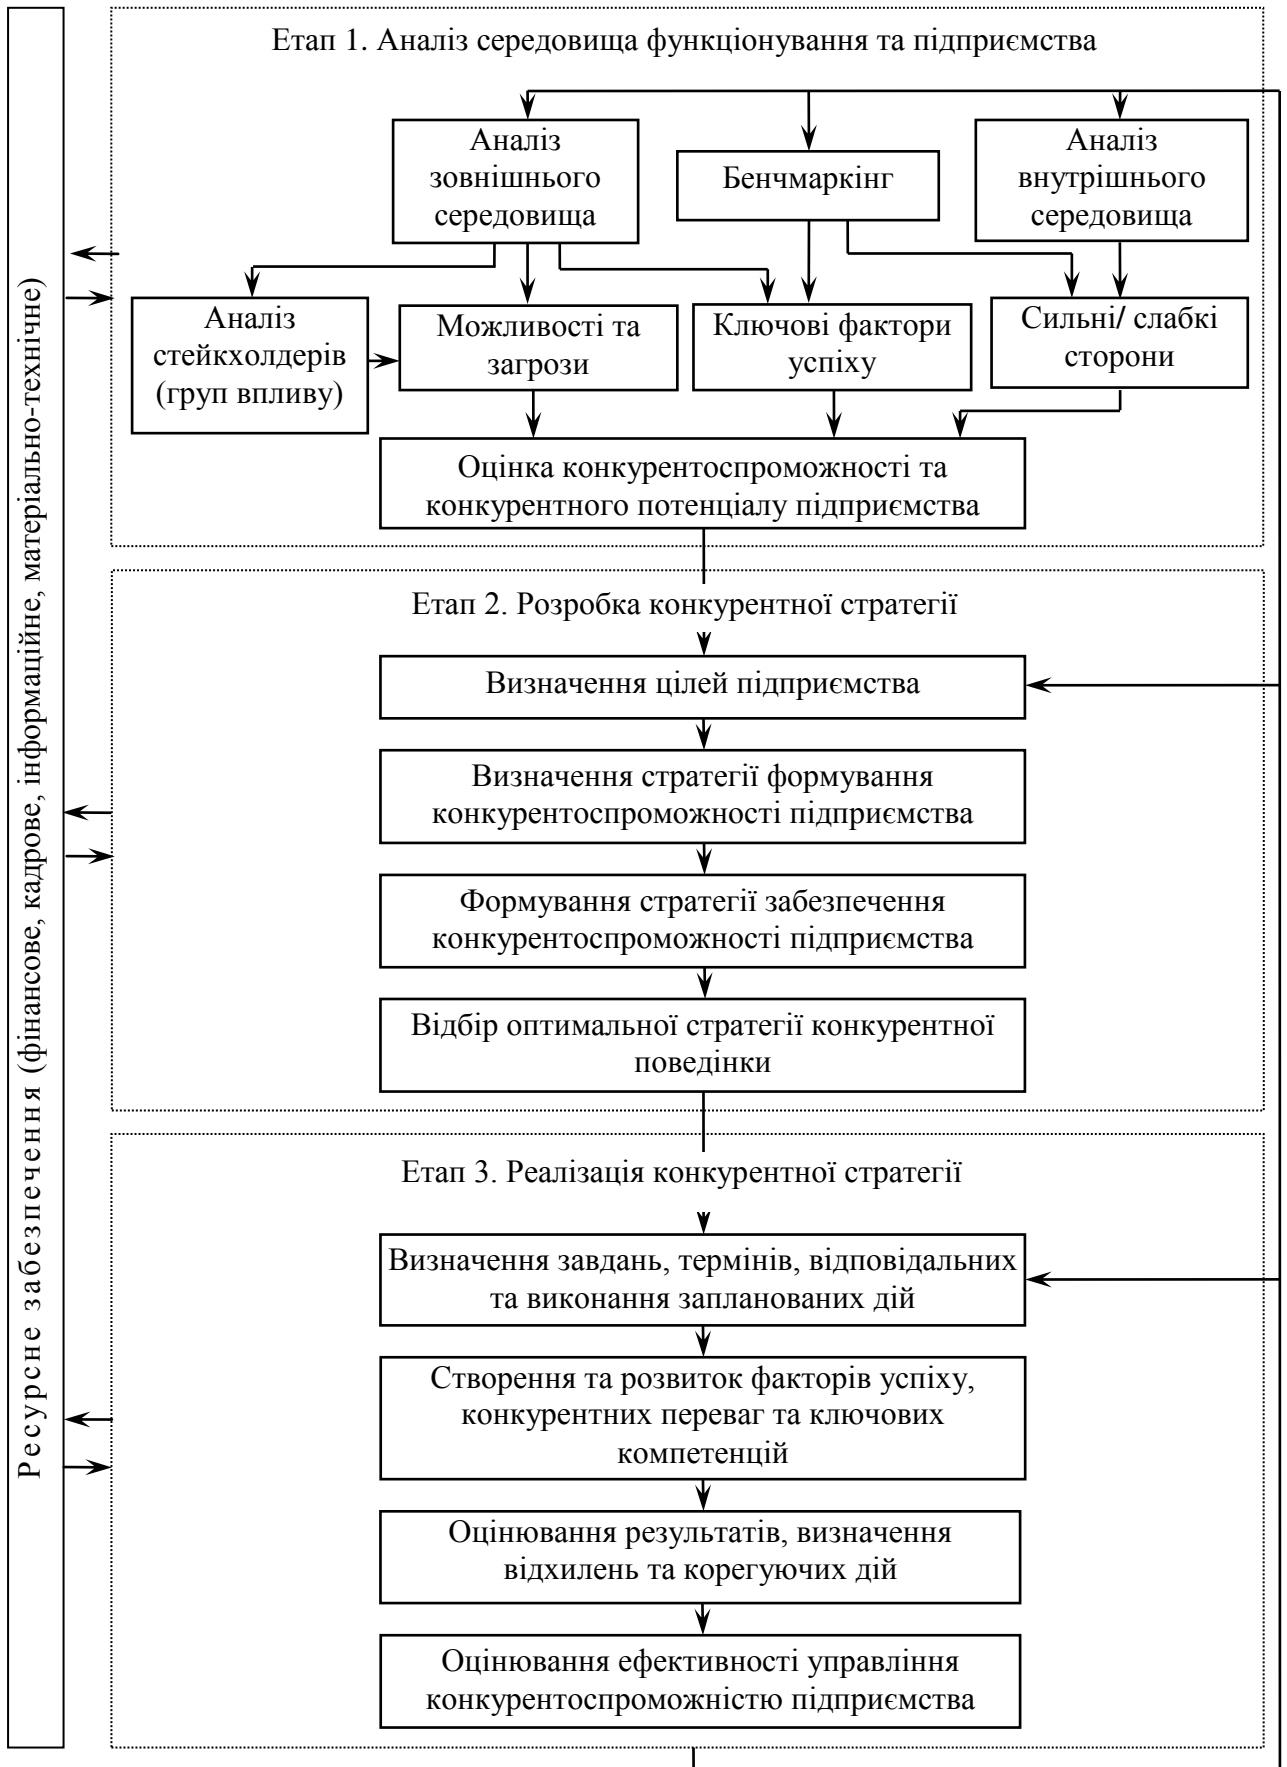 Етап 1. Аналіз середовища функціонування та підприємства
Аналіз
зовнішнього
середовища
Бенчмаркінг
Аналіз
внутрішнього
середовища
Аналіз
стейкхолдерів
(груп впливу)
Можливості та
загрози
Ключові фактори
успіху
Сильні/ слабкі
сторони
Оцінка конкурентоспроможності та
конкурентного потенціалу підприємства
Етап 2. Розробка конкурентної стратегії
Визначення цілей підприємства
Визначення стратегії формування
конкурентоспроможності підприємства
Формування стратегії забезпечення
конкурентоспроможності підприємства
Відбір оптимальної стратегії конкурентної
поведінки
Етап 3. Реалізація конкурентної стратегії
Визначення завдань, термінів, відповідальних
та виконання запланованих дій
Створення та розвиток факторів успіху,
конкурентних переваг та ключових
компетенцій
Оцінювання результатів, визначення
відхилень та корегуючих дій
Оцінювання ефективності управління
конкурентоспроможністю підприємства
Ресурсне забезпечення (фінансове, кадрове, інформаційне, матеріально-технічне)